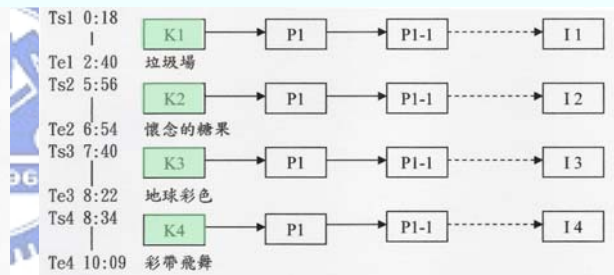 Ts1 0:18
K1 P1 P1-1 I1
Te1 2:40 垃圾場
Ts2 5:56
K2 P1 P1-1 I2
Te2 6:54 懷念的糖果
Ts3 7:40
K3 P1 P1-1 I3
Te3 8:22 地球彩色
Ts4 8:34
K4 P1 P1-1 I4
Te4 10:09 彩帶飛舞
96